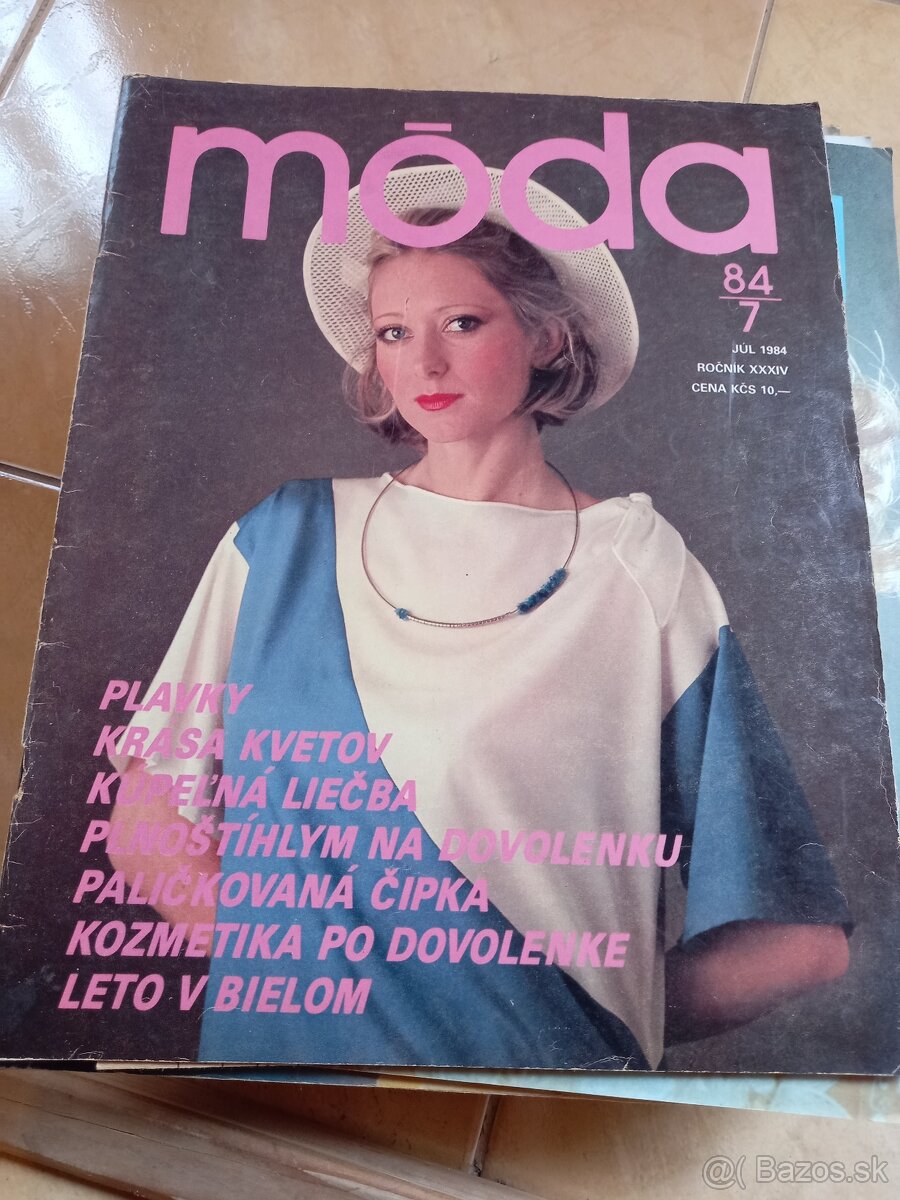 móda
84
7
JÚL 1984
ROČNÍK XXXIV
CENA KČS 10,—
PLAVKY
KRASA KVETOV
KÚPEĽNÁ LIEČBA
PLNOŠTÍHLYM NA DOVOLENKU
PALIČKOVANÁ ČIPKA
KOZMETIKA PO DOVOLENKE
LETO V BIELOM
@( Bazos.sk